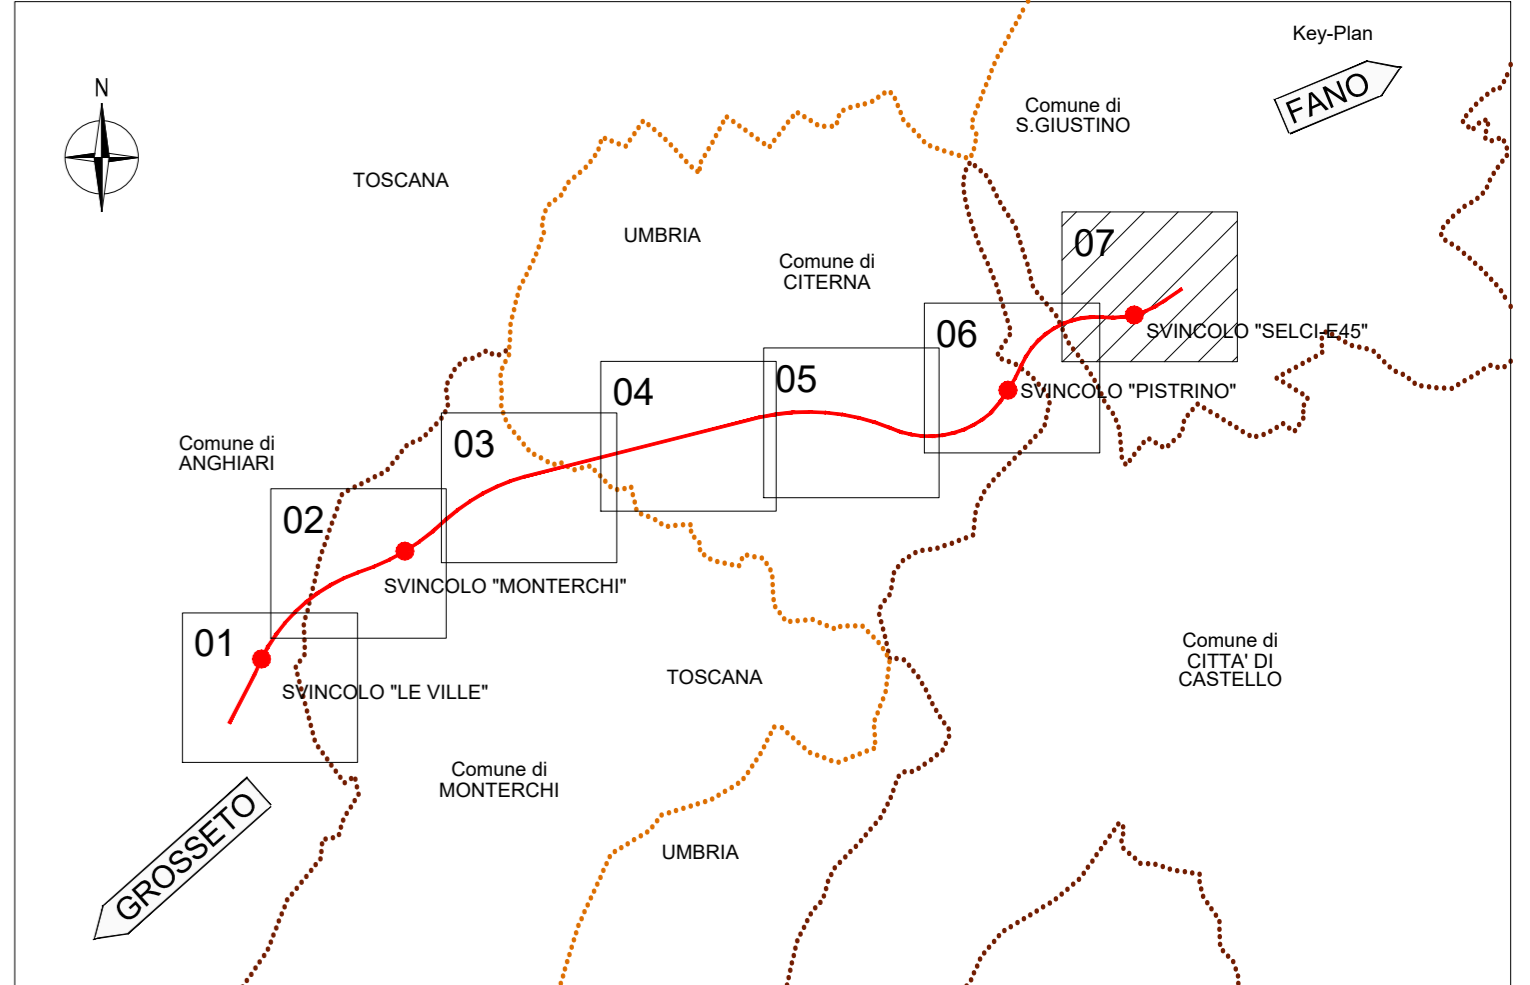 Key-Plan
FANO
N
Comune di
S.GIUSTINO
TOSCANA
UMBRIA
07
Comune di
CITERNA
06
SVINCOLO "SELCI-E45"
05
04
SVINCOLO "PISTRINO"
03
Comune di
ANGHIARI
02
SVINCOLO "MONTERCHI"
01
Comune di
CITTA' DI
CASTELLO
TOSCANA
SVINCOLO "LE VILLE"
Comune di
MONTERCHI
GROSSETO
UMBRIA